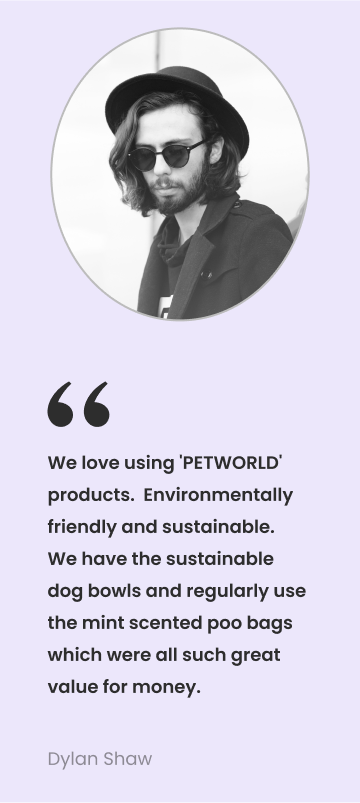 “
We love using 'PETWORLD'
products.  Environmentally
friendly and sustainable.
We have the sustainable
dog bowls and regularly use
the mint scented poo bags
which were all such great
value for money.
Dylan Shaw